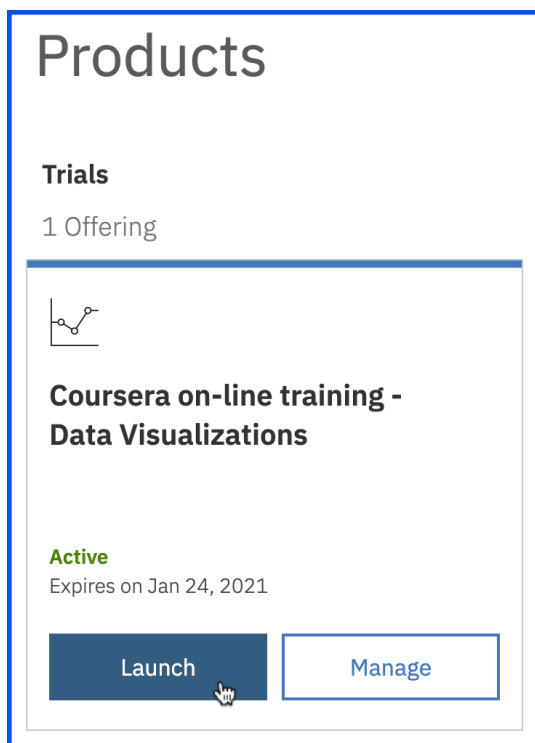 Products
Trials
1 Offering
Coursera on-line training -
Data Visualizations
Active
Expires on Jan 24, 2021
Launch
Manage